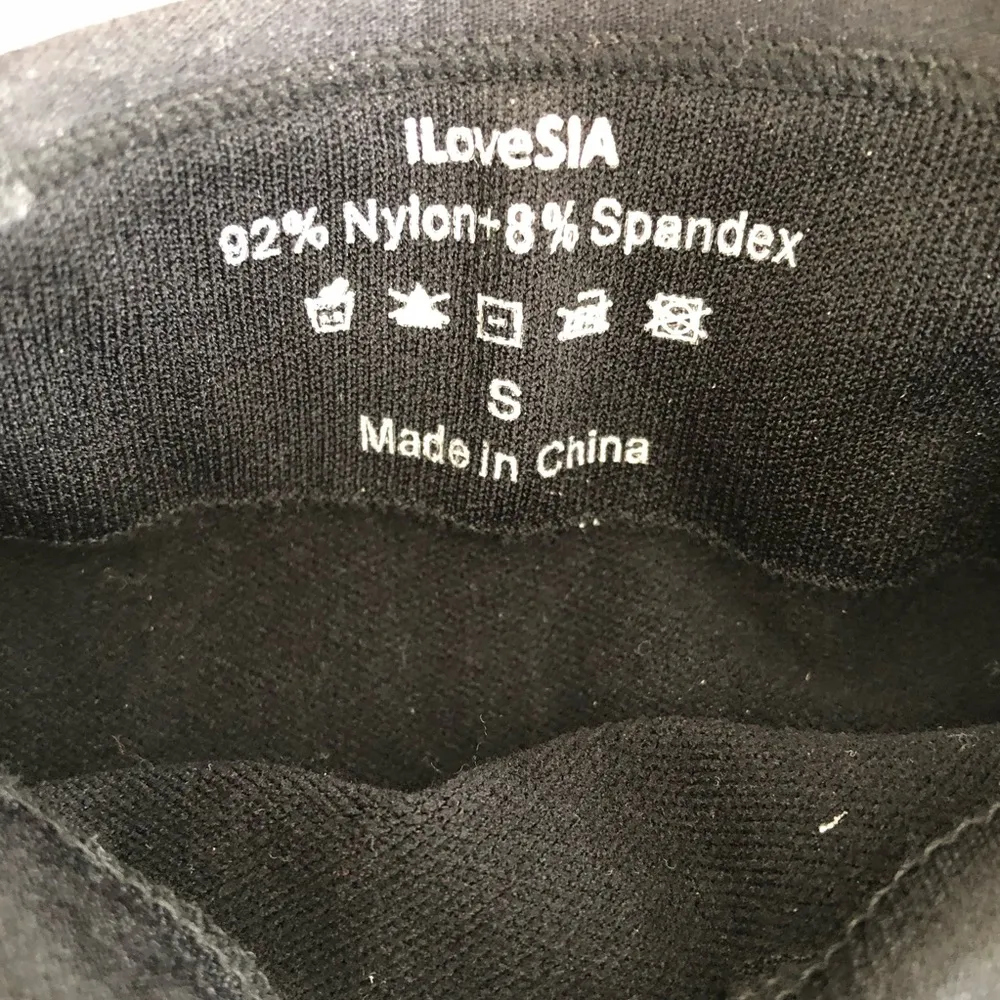 iLoveSIA
92% Nylon+8% Spandex
S
Made in China